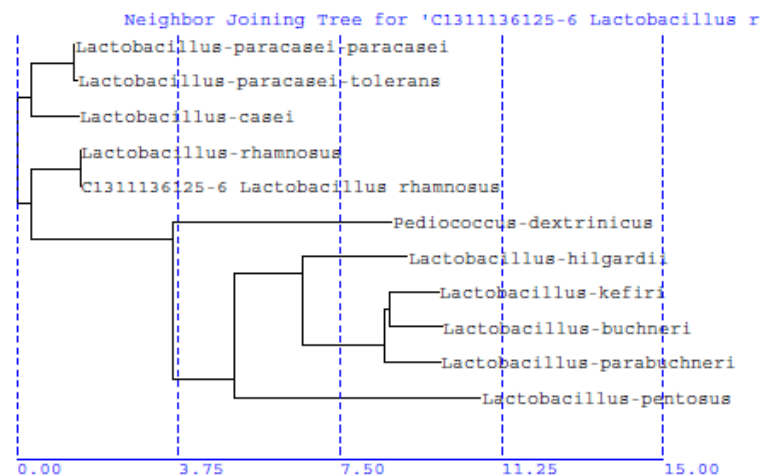 Neighbor Joining Tree for 'C1311136125-6 Lactobacillus r
Lactobacillus-paracasei-paracasei
Lactobacillus-paracasei-tolerans
Lactobacillus-casei
Lactobacillus-rhamnosus
C1311136125-6 Lactobacillus rhamnosus
Pediococcus-dextrinicus
Lactobacillus-hilgardii
Lactobacillus-kefiri
Lactobacillus-buchneri
Lactobacillus-parabuchneri
Lactobacillus-pentosus
0.00 3.75 7.50 11.25 15.00